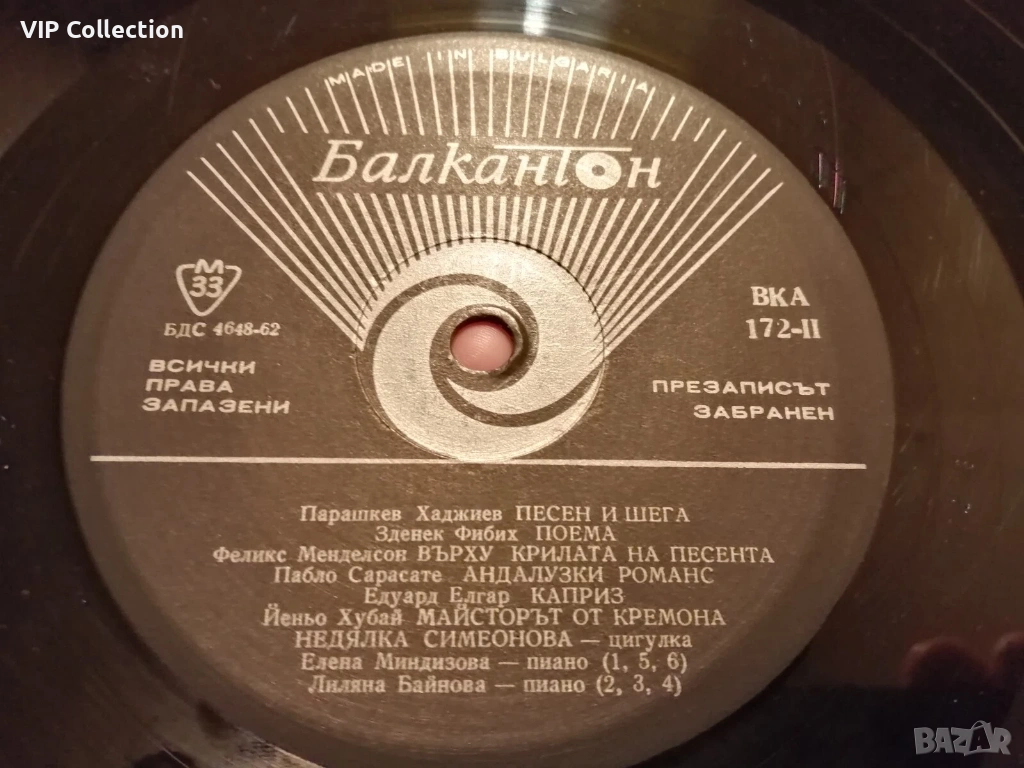 VIP Collection
MADE IN BULGARIA
Балкантон
М
33
БДС 4648-62
ВСИЧКИ
ПРАВА
ЗАПАЗЕНИ
ВКА
172-II
ПРЕЗАПИСЪТ
ЗАБРАНЕН
Парашкев Хаджиев ПЕСЕН И ШЕГА
Зденек Фибих ПОЕМА
Феликс Менделсон ВЪРХУ КРИЛАТА НА ПЕСЕНТА
Пабло Сарасате АНДАЛУЗКИ РОМАНС
Едуард Елгар КАПРИЗ
Йеньо Хубай МАЙСТОРЪТ ОТ КРЕМОНА
НЕДЯЛКА СИМЕОНОВА — цигулка
Елена Миндизова — пиано (1, 5, 6)
Лиляна Байнова — пиано (2, 3, 4)
BAZAR